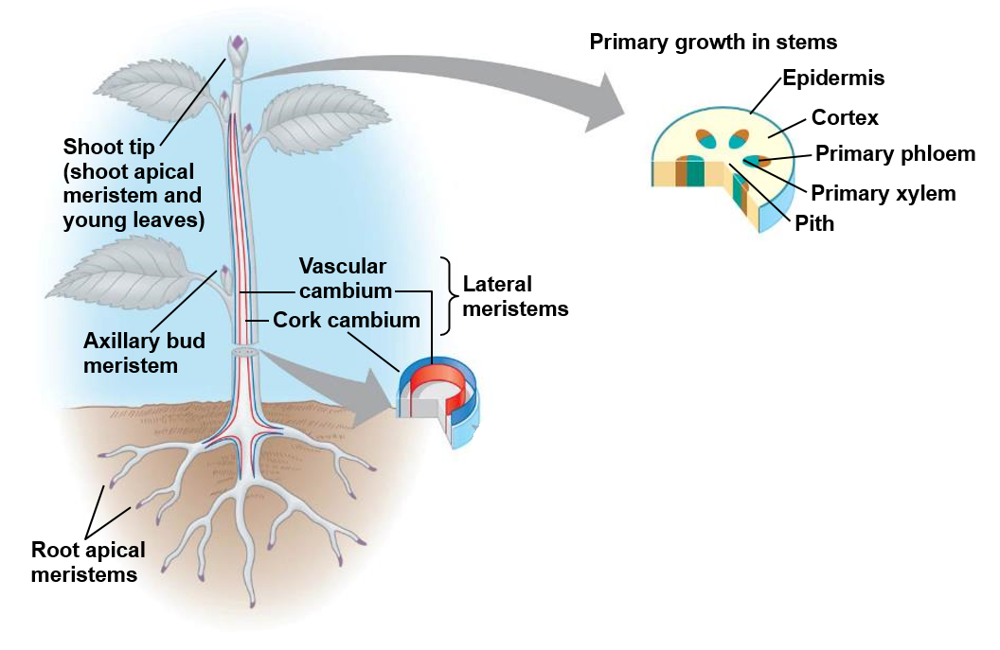 Primary growth in stems
Epidermis
Cortex
Primary phloem
Primary xylem
Pith
Shoot tip
(shoot apical
meristem and
young leaves)
Vascular
cambium
Cork cambium
Lateral
meristems
Axillary bud
meristem
Root apical
meristems